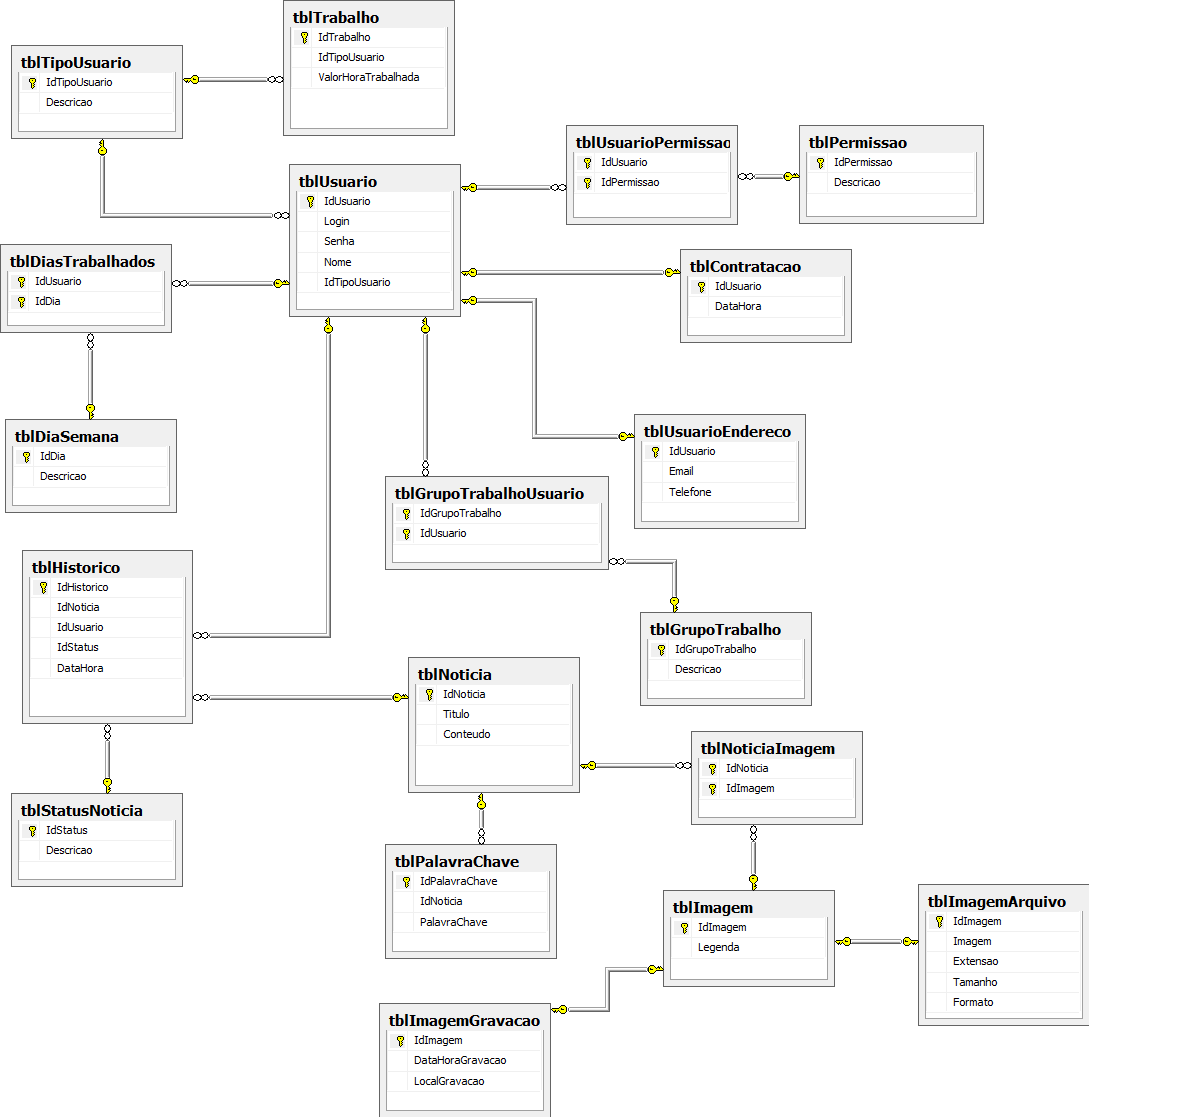 tblTrabalho
IdTrabalho
IdTipoUsuario
ValorHoraTrabalhada
tblTipoUsuario
IdTipoUsuario
Descricao
tblUsuarioPermissao
IdUsuario
IdPermissao
tblPermissao
IdPermissao
Descricao
tblUsuario
IdUsuario
Login
Senha
Nome
IdTipoUsuario
tblDiasTrabalhados
IdUsuario
IdDia
tblContratacao
IdUsuario
DataHora
tblDiaSemana
IdDia
Descricao
tblUsuarioEndereco
IdUsuario
Email
Telefone
tblGrupoTrabalhoUsuario
IdGrupoTrabalho
IdUsuario
tblHistorico
IdHistorico
IdNoticia
IdUsuario
IdStatus
DataHora
tblGrupoTrabalho
IdGrupoTrabalho
Descricao
tblNoticia
IdNoticia
Titulo
Conteudo
tblNoticiaImagem
IdNoticia
IdImagem
tblStatusNoticia
IdStatus
Descricao
tblPalavraChave
IdPalavraChave
IdNoticia
PalavraChave
tblImagem
IdImagem
Legenda
tblImagemArquivo
IdImagem
Imagem
Extensao
Tamanho
Formato
tblImagemGravacao
IdImagem
DataHoraGravacao
LocalGravacao